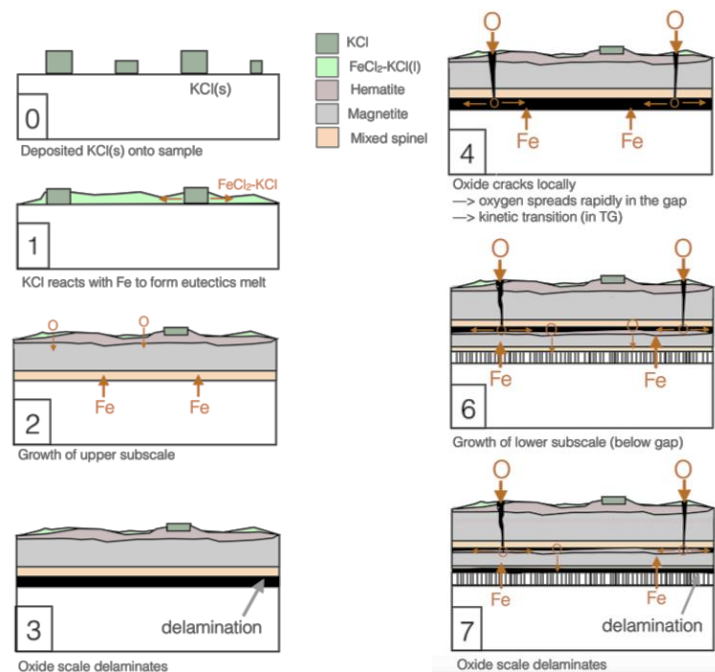 KCl
FeCl₂-KCl(l)
Hematite
Magnetite
Mixed spinel
KCl(s)
0
Deposited KCl(s) onto sample
FeCl₂-KCl
1
KCl reacts with Fe to form eutectics melt
O
O
2
Fe
Fe
Growth of upper subscale
3
delamination
Oxide scale delaminates
O
O
O
O
4
Fe
Fe
Oxide cracks locally
—> oxygen spreads rapidly in the gap
—> kinetic transition (in TG)
O
O
O
O
O
O
Fe
Fe
6
Growth of lower subscale (below gap)
O
O
O
O
O
Fe
Fe
7
delamination
Oxide scale delaminates